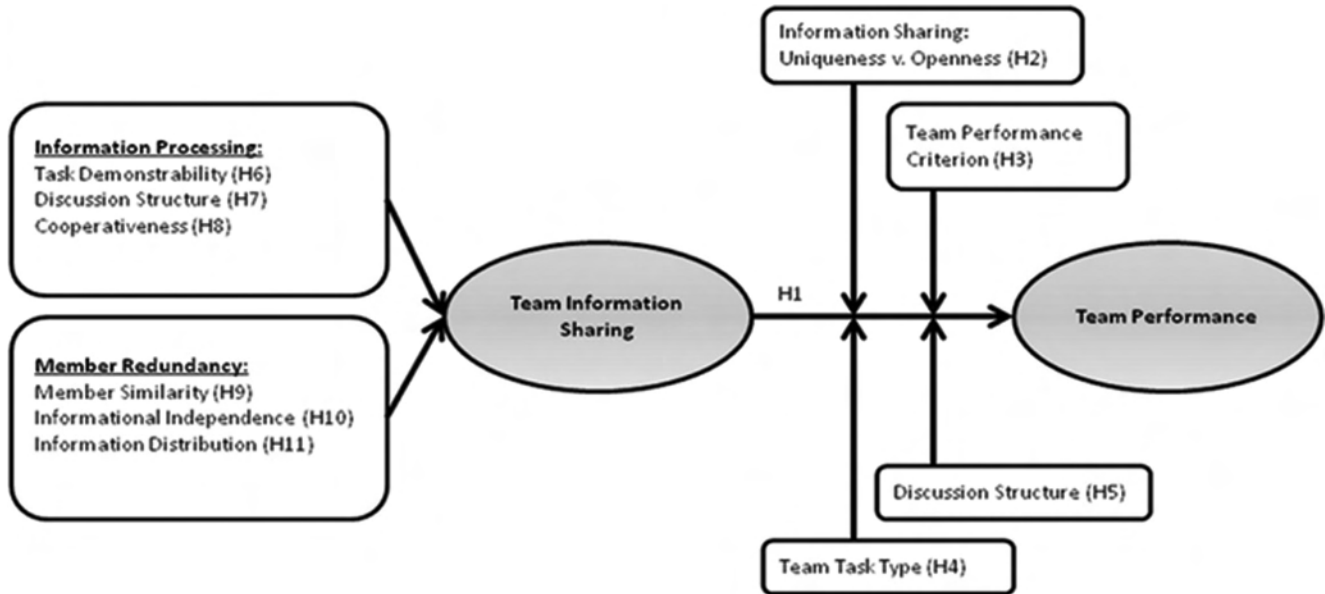 Information Sharing:
Uniqueness v. Openness (H2)
Team Performance
Criterion (H3)
Information Processing:
Task Demonstrability (H6)
Discussion Structure (H7)
Cooperativeness (H8)
Team Information
Sharing
H1
Team Performance
Member Redundancy:
Member Similarity (H9)
Informational Independence (H10)
Information Distribution (H11)
Discussion Structure (H5)
Team Task Type (H4)